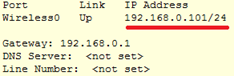 Port Link IP Address
Wireless0 Up 192.168.0.101/24
Gateway: 192.168.0.1
DNS Server: <not set>
Line Number: <not set>